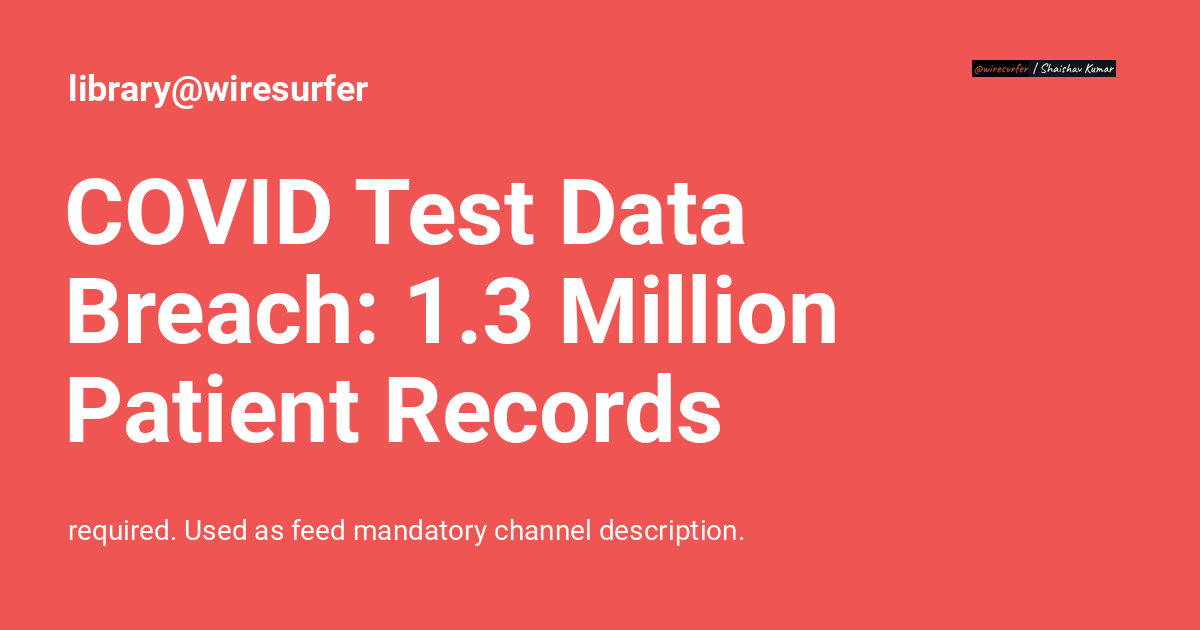 library@wiresurfer
@wiresurfer | Shaishav Kumar
COVID Test Data
Breach: 1.3 Million
Patient Records
required. Used as feed mandatory channel description.